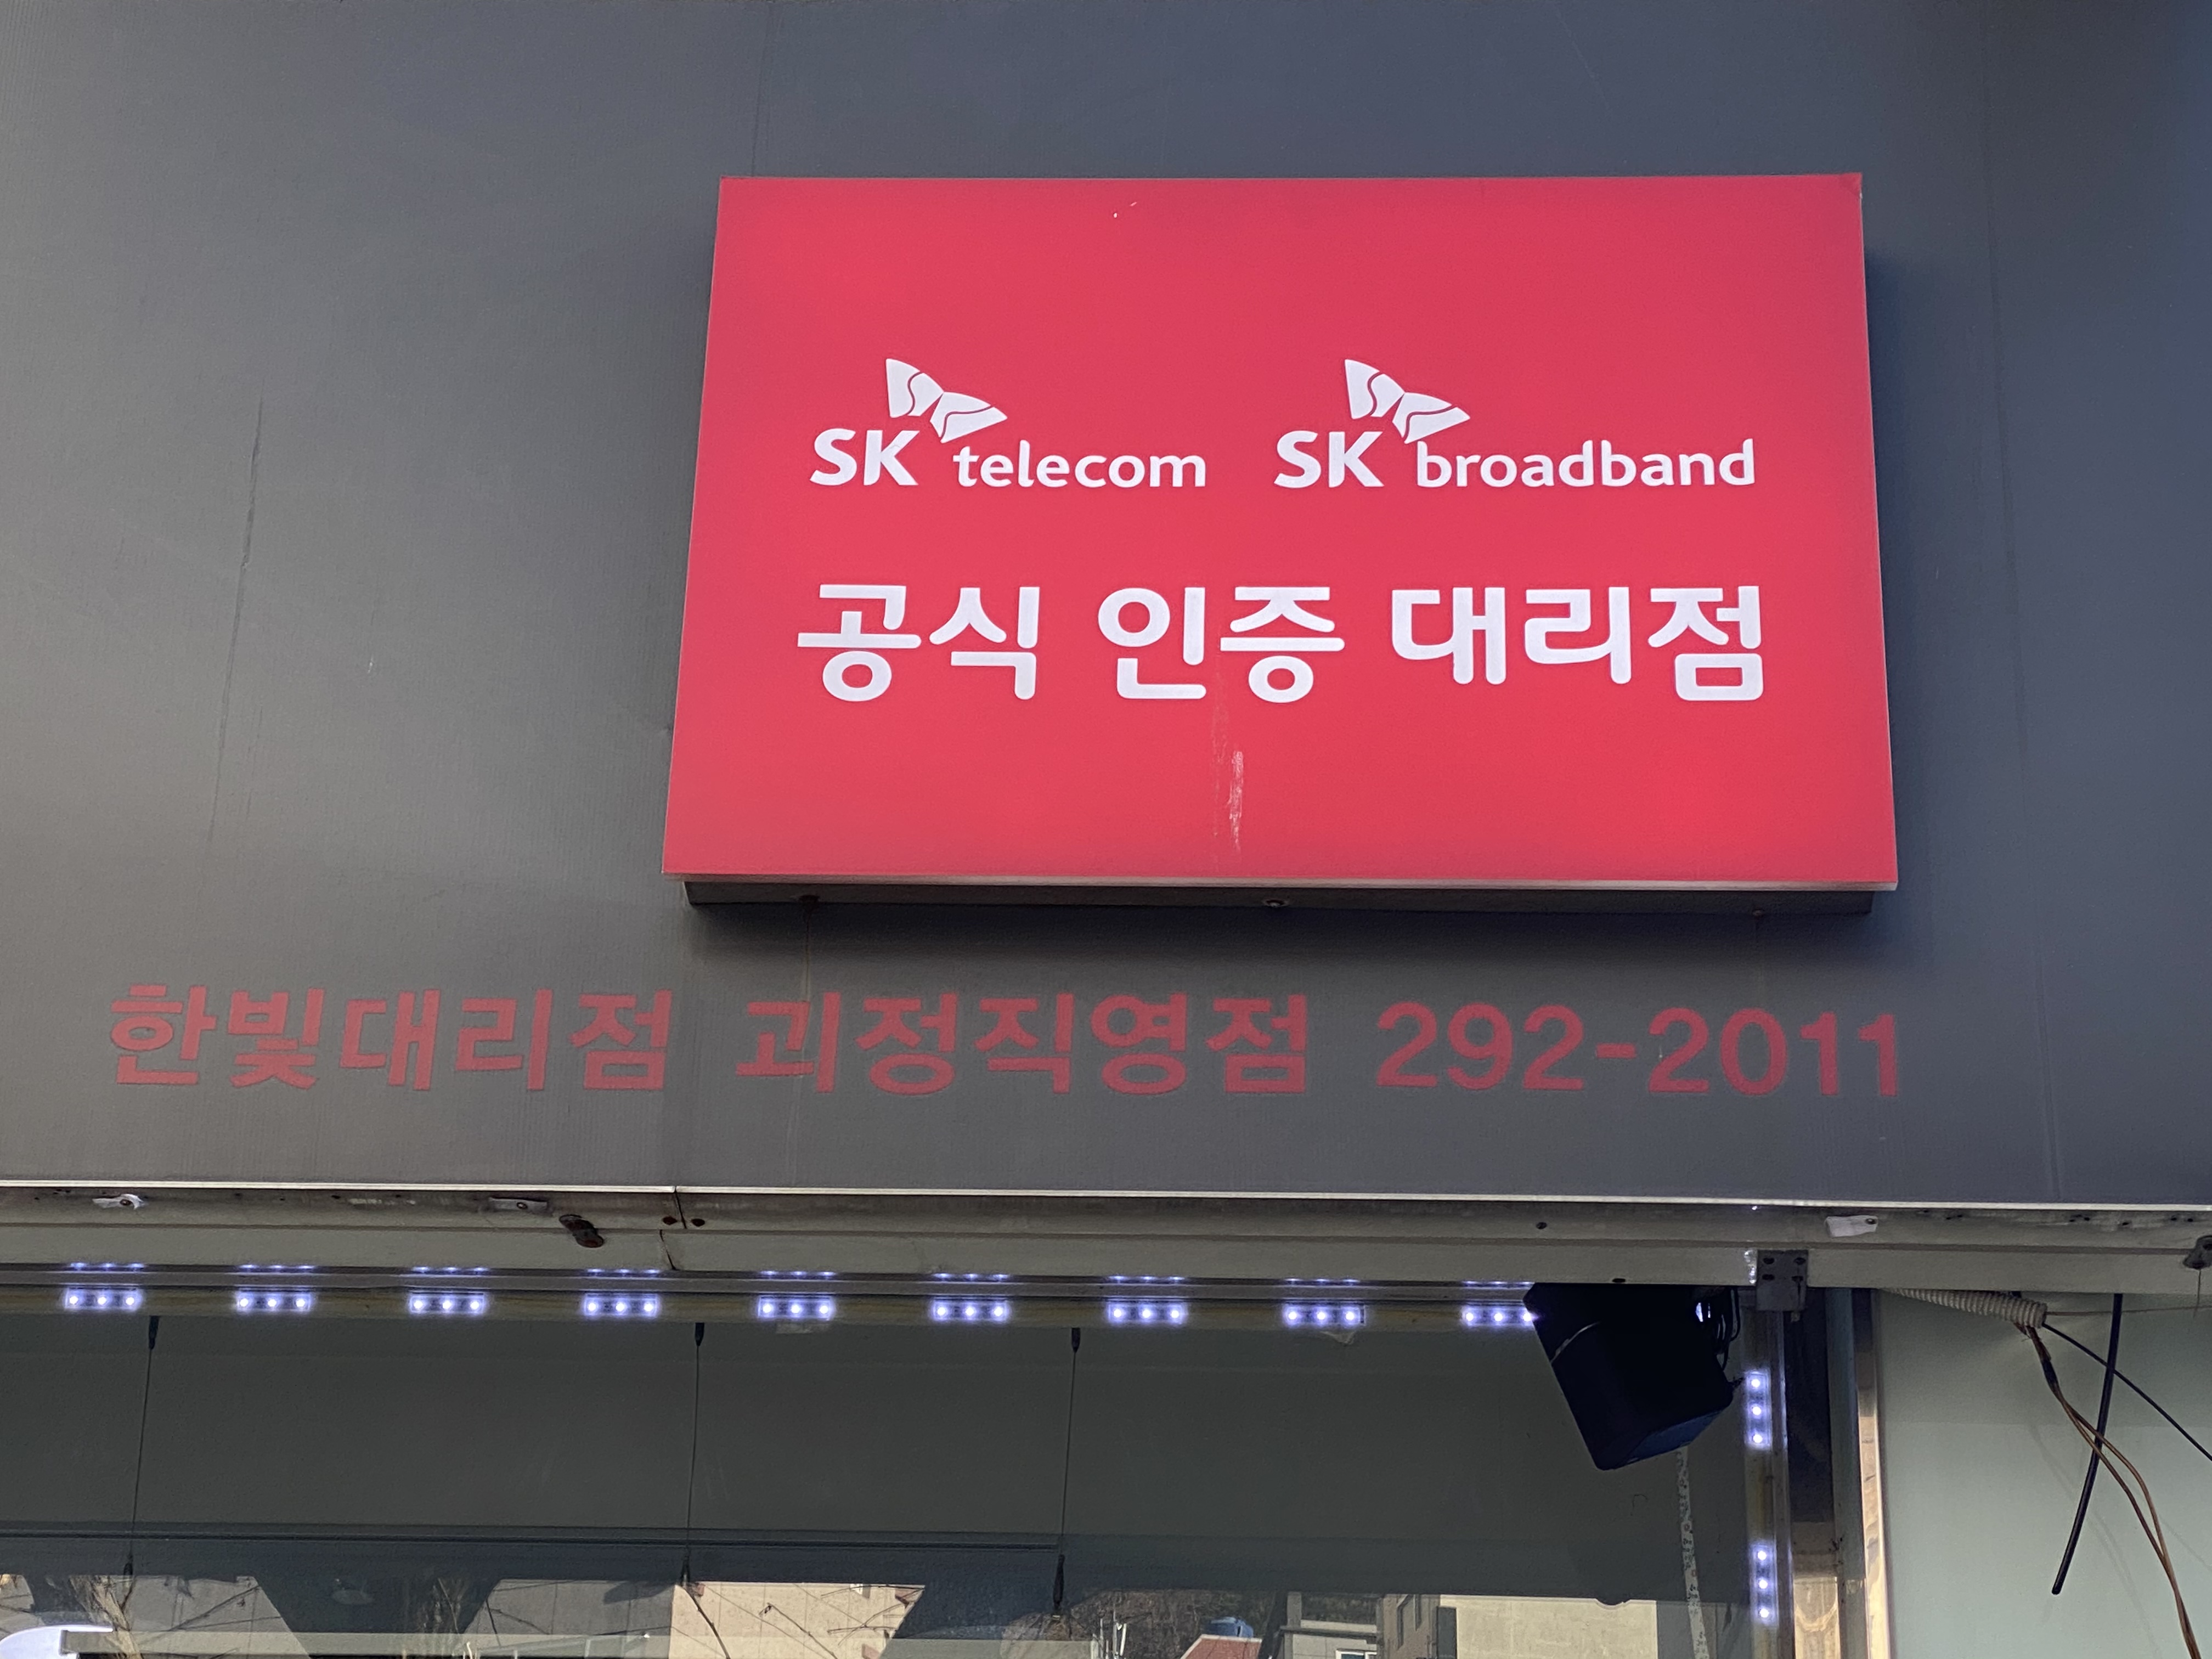 SK telecom SK broadband
공식 인증 대리점
한빛대리점 괴정직영점 292-2011